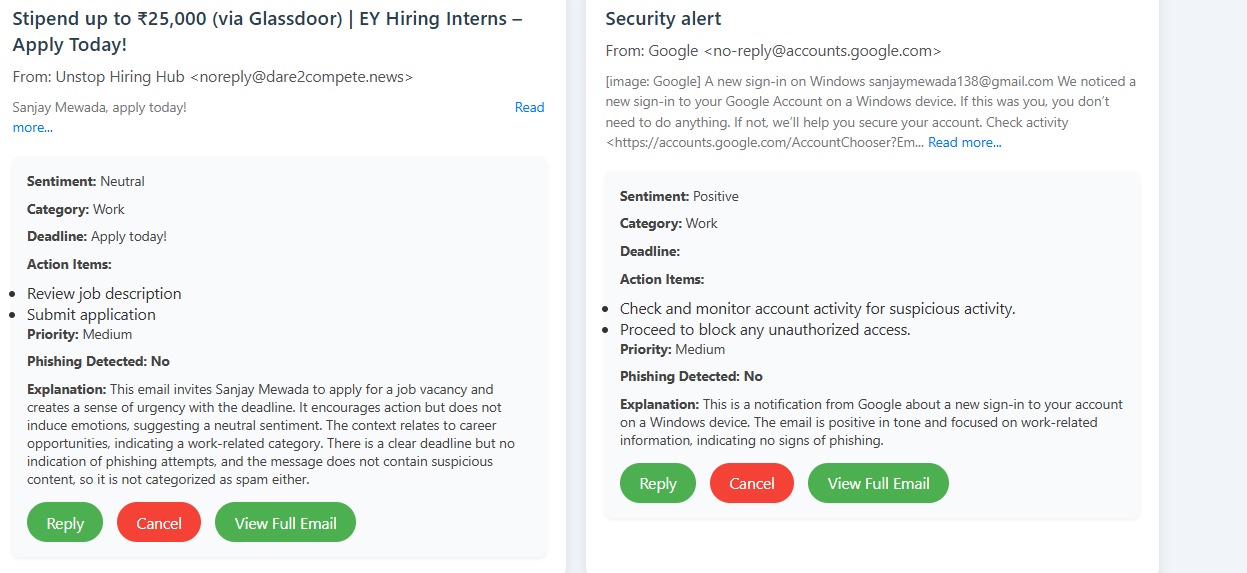 Stipend up to ₹25,000 (via Glassdoor) | EY Hiring Interns –
Apply Today!
From: Unstop Hiring Hub <noreply@dare2compete.news>
Sanjay Mewada, apply today! Read
more...
Sentiment: Neutral
Category: Work
Deadline: Apply today!
Action Items:
Review job description
Submit application
Priority: Medium
Phishing Detected: No
Explanation: This email invites Sanjay Mewada to apply for a job vacancy and
creates a sense of urgency with the deadline. It encourages action but does not
induce emotions, suggesting a neutral sentiment. The context relates to career
opportunities, indicating a work-related category. There is a clear deadline but no
indication of phishing attempts, and the message does not contain suspicious
content, so it is not categorized as spam either.
Reply
Cancel
View Full Email
Security alert
From: Google <no-reply@accounts.google.com>
[image: Google] A new sign-in on Windows sanjaymewada138@gmail.com We noticed a
new sign-in to your Google Account on a Windows device. If this was you, you don't
need to do anything. If not, we'll help you secure your account. Check activity
<https://accounts.google.com/AccountChooser?Em... Read more...
Sentiment: Positive
Category: Work
Deadline:
Action Items:
Check and monitor account activity for suspicious activity.
Proceed to block any unauthorized access.
Priority: Medium
Phishing Detected: No
Explanation: This is a notification from Google about a new sign-in to your account
on a Windows device. The email is positive in tone and focused on work-related
information, indicating no signs of phishing.
Reply
Cancel
View Full Email